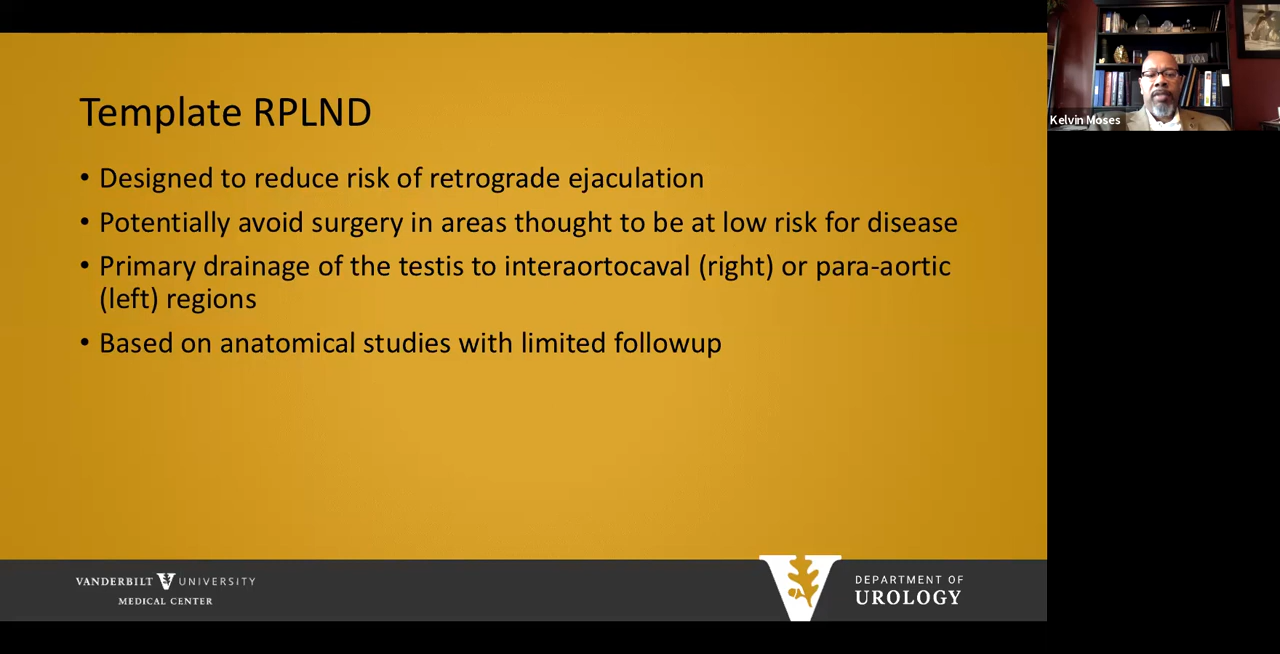 Template RPLND
• Designed to reduce risk of retrograde ejaculation
• Potentially avoid surgery in areas thought to be at low risk for disease
• Primary drainage of the testis to interaortocaval (right) or para-aortic
(left) regions
• Based on anatomical studies with limited followup
Kelvin Moses
VANDERBILT V UNIVERSITY
MEDICAL CENTER
V
DEPARTMENT OF
UROLOGY